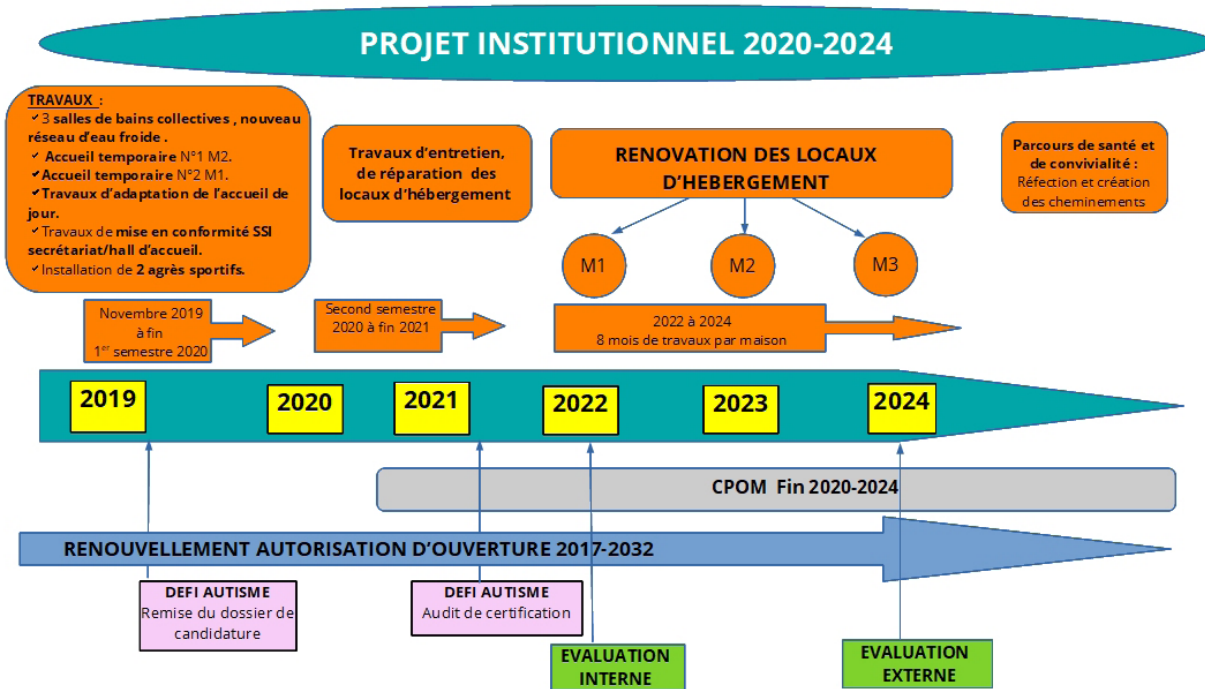 PROJET INSTITUTIONNEL 2020-2024
TRAVAUX :
✓ 3 salles de bains collectives , nouveau
réseau d'eau froide .
✓ Accueil temporaire N°1 M2.
✓ Accueil temporaire N°2 M1.
✓ Travaux d'adaptation de l'accueil de
jour.
✓ Travaux de mise en conformité SSI
secrétariat/hall d'accueil.
✓ Installation de 2 agrès sportifs.
Travaux d'entretien,
de réparation des
locaux d'hébergement
RENOVATION DES LOCAUX
D'HEBERGEMENT
Parcours de santé et
de convivialité :
Réfection et création
des cheminements
M1
M2
M3
Novembre 2019
à fin
1er semestre 2020
Second semestre
2020 à fin 2021
2022 à 2024
8 mois de travaux par maison
2019
2020
2021
2022
2023
2024
CPOM Fin 2020-2024
RENOUVELLEMENT AUTORISATION D'OUVERTURE 2017-2032
DEFI AUTISME
Remise du dossier de
candidature
DEFI AUTISME
Audit de certification
EVALUATION
INTERNE
EVALUATION
EXTERNE